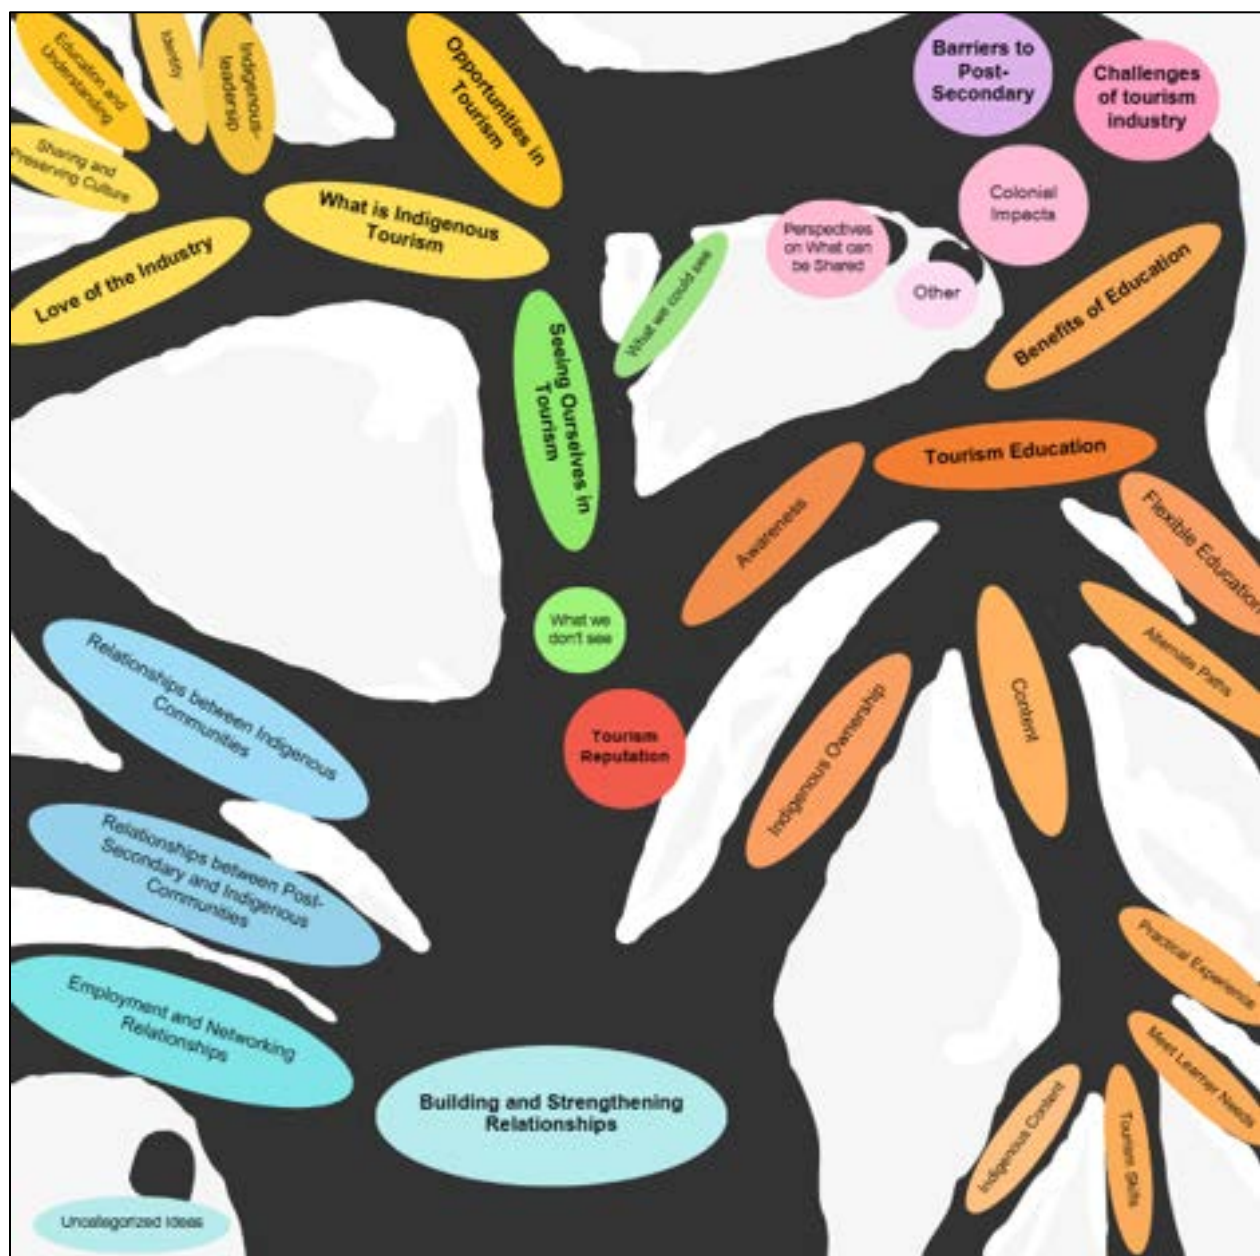 Education and
Understanding
Identity
Indigenous-
leadership
Sharing and
Preserving Culture
Love of the Industry
What is Indigenous
Tourism
Opportunities in
Tourism
Barriers to
Post-
Secondary
Challenges
of tourism
industry
Colonial
Impacts
Perspectives
on What can
be Shared
Other
What we could see
Seeing Ourselves in
Tourism
What we
don't see
Tourism
Reputation
Benefits of Education
Tourism Education
Awareness
Flexible Education
Alternate Paths
Content
Indigenous Ownership
Practical Experience
Meet Learner Needs
Tourism Skills
Indigenous Content
Relationships between Indigenous
Communities
Relationships between Post-
Secondary and Indigenous
Communities
Employment and Networking
Relationships
Building and Strengthening
Relationships
Uncategorized Ideas